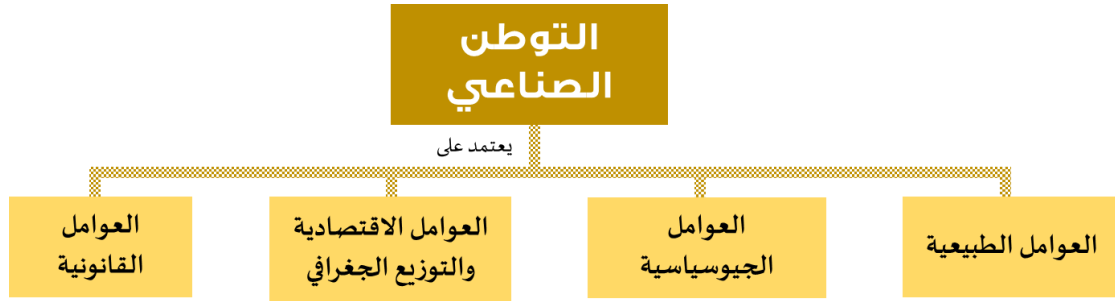 التوطن
الصناعي
يعتمد على
العوامل الطبيعية
العوامل
الجيوسياسية
العوامل الاقتصادية
والتوزيع الجغرافي
العوامل
القانونية